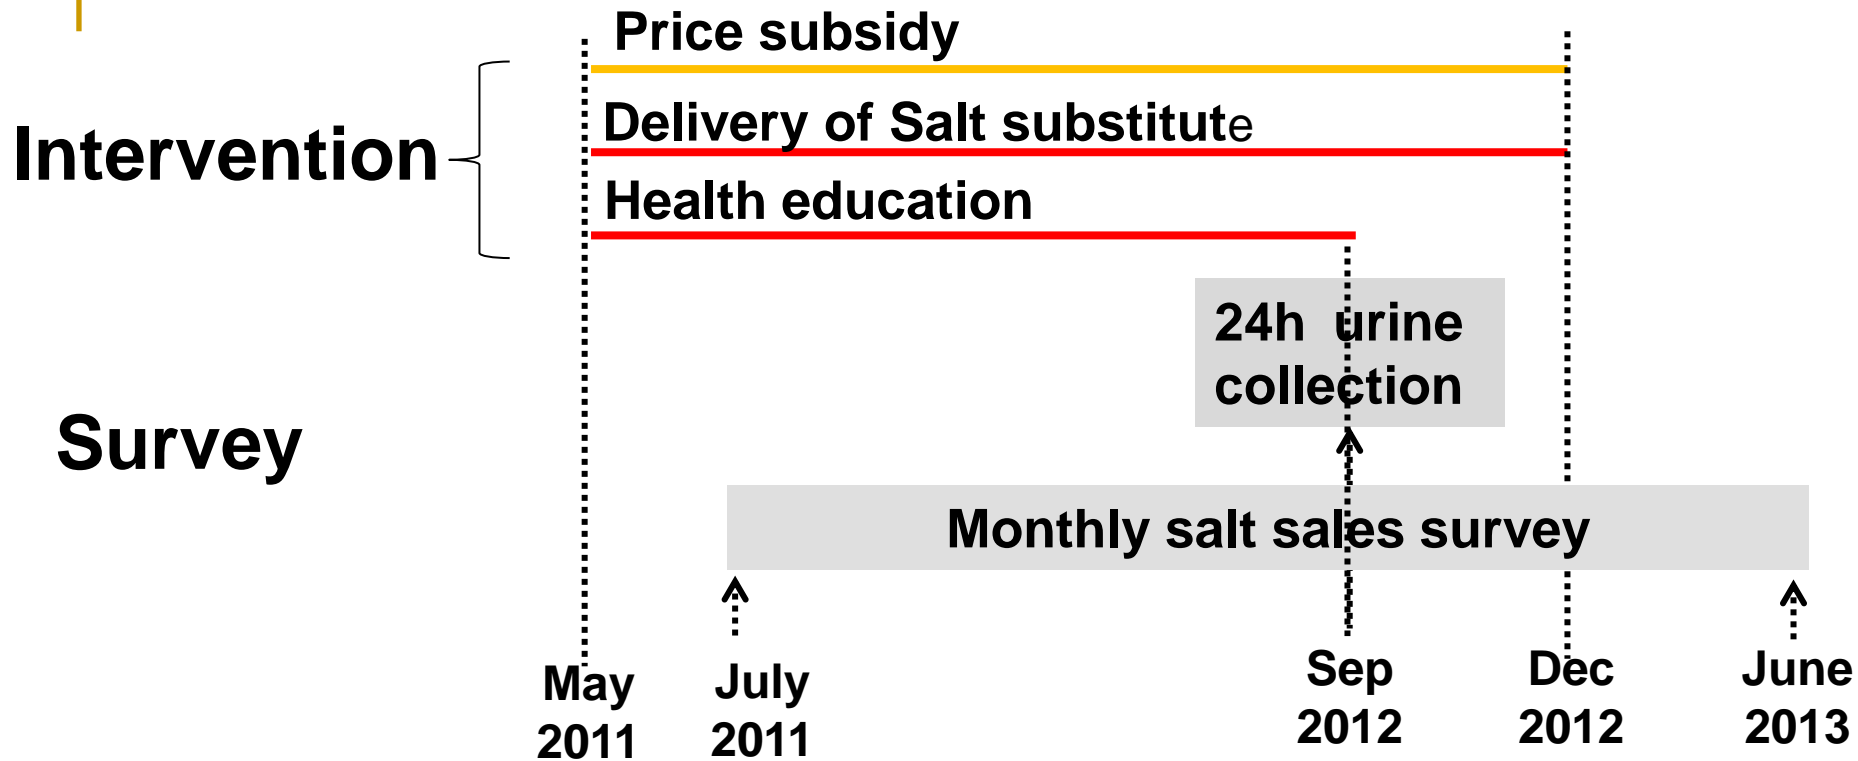 Price subsidy
Intervention
Delivery of Salt substitute
Health education
24h urine
collection
Survey
Monthly salt sales survey
May
2011
July
2011
Sep
2012
Dec
2012
June
2013